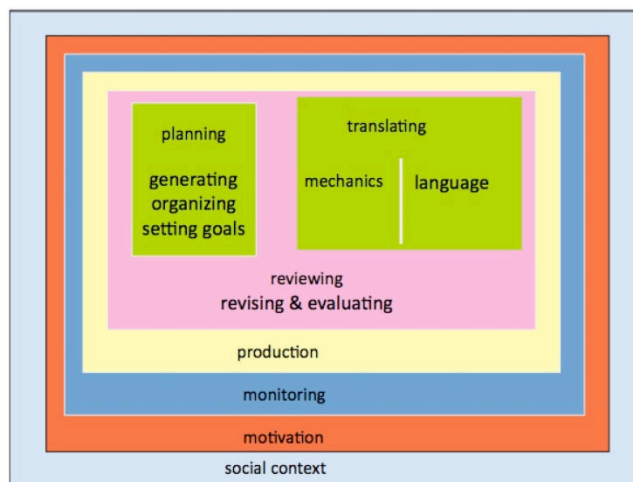 planning
generating
organizing
setting goals
translating
mechanics
language
reviewing
revising & evaluating
production
monitoring
motivation
social context